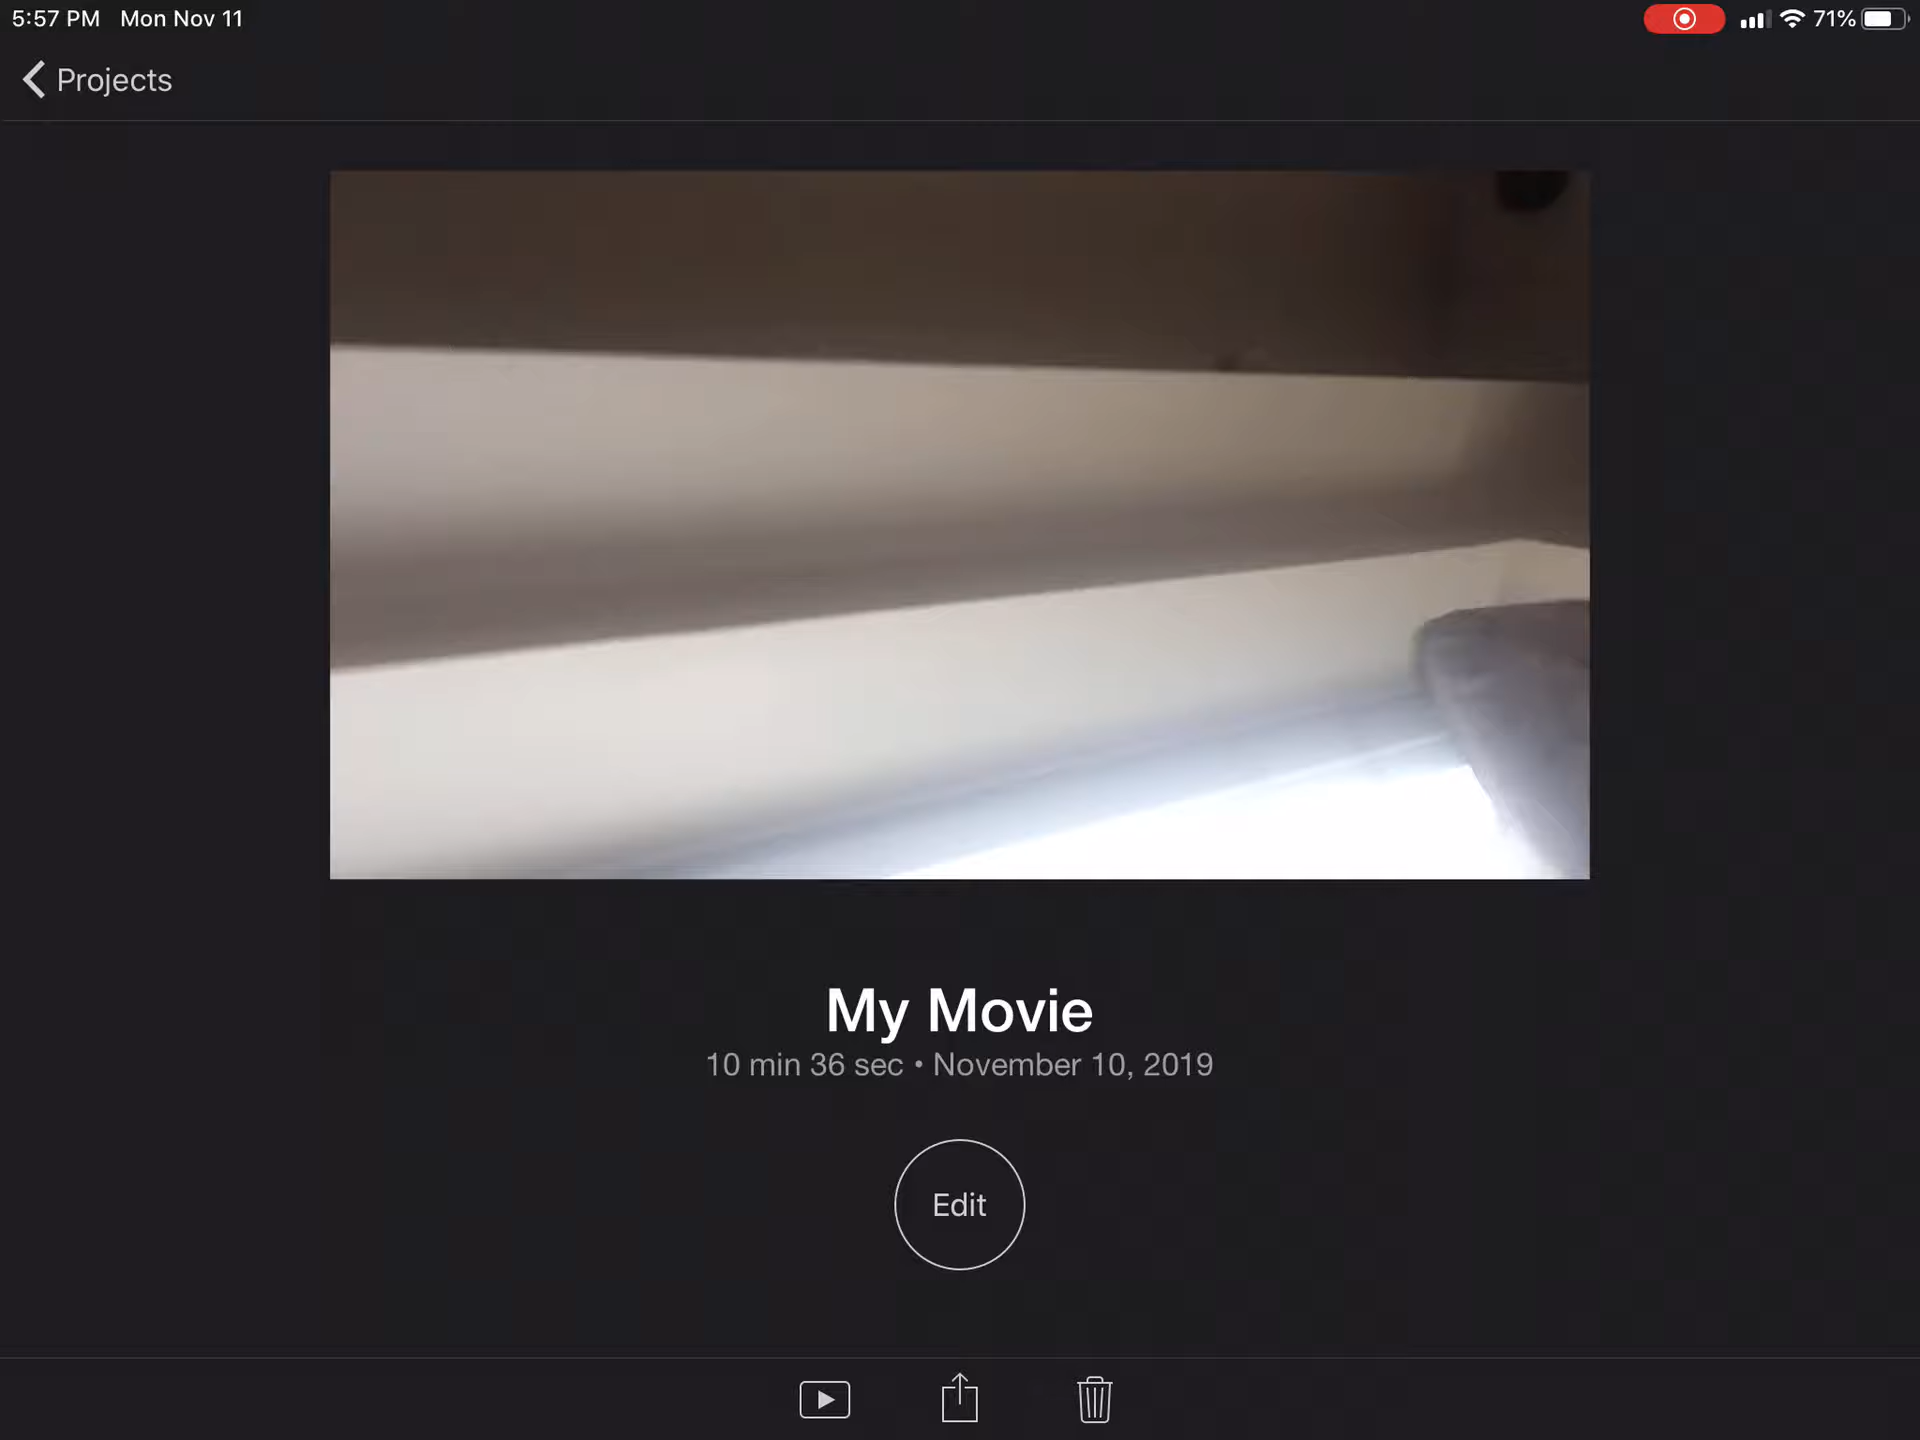 5:57 PM Mon Nov 11
71%
Projects
My Movie
10 min 36 sec • November 10, 2019
Edit